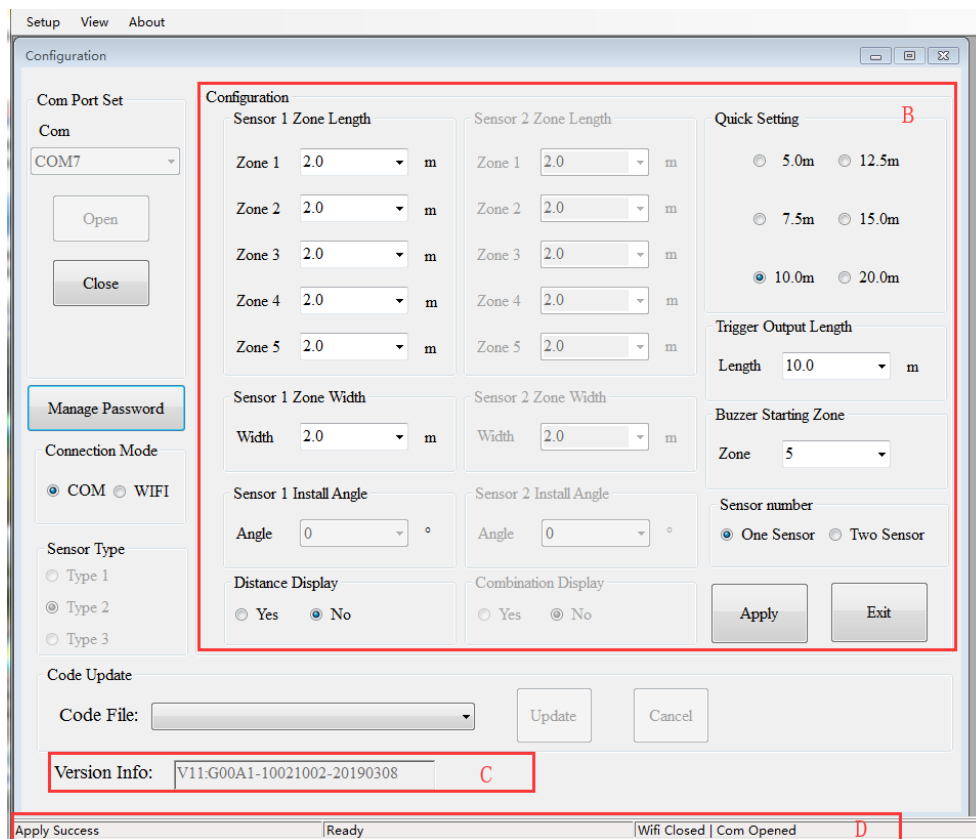 Setup View About
Configuration
Com Port Set
Com
COM7
Open
Close
Manage Password
Connection Mode
COM WIFI
Sensor Type
Type 1
Type 2
Type 3
Configuration
B
Sensor 1 Zone Length
Zone 1 2.0 m
Zone 2 2.0 m
Zone 3 2.0 m
Zone 4 2.0 m
Zone 5 2.0 m
Sensor 1 Zone Width
Width 2.0 m
Sensor 1 Install Angle
Angle 0 °
Distance Display
Yes No
Sensor 2 Zone Length
Zone 1 2.0 m
Zone 2 2.0 m
Zone 3 2.0 m
Zone 4 2.0 m
Zone 5 2.0 m
Sensor 2 Zone Width
Width 2.0 m
Sensor 2 Install Angle
Angle 0 °
Combination Display
Yes No
Quick Setting
5.0m 12.5m
7.5m 15.0m
10.0m 20.0m
Trigger Output Length
Length 10.0 m
Buzzer Starting Zone
Zone 5
Sensor number
One Sensor Two Sensor
Apply Exit
Code Update
Code File: Update Cancel
Version Info: V11:G00A1-10021002-20190308 C
Apply Success Ready Wifi Closed | Com Opened D